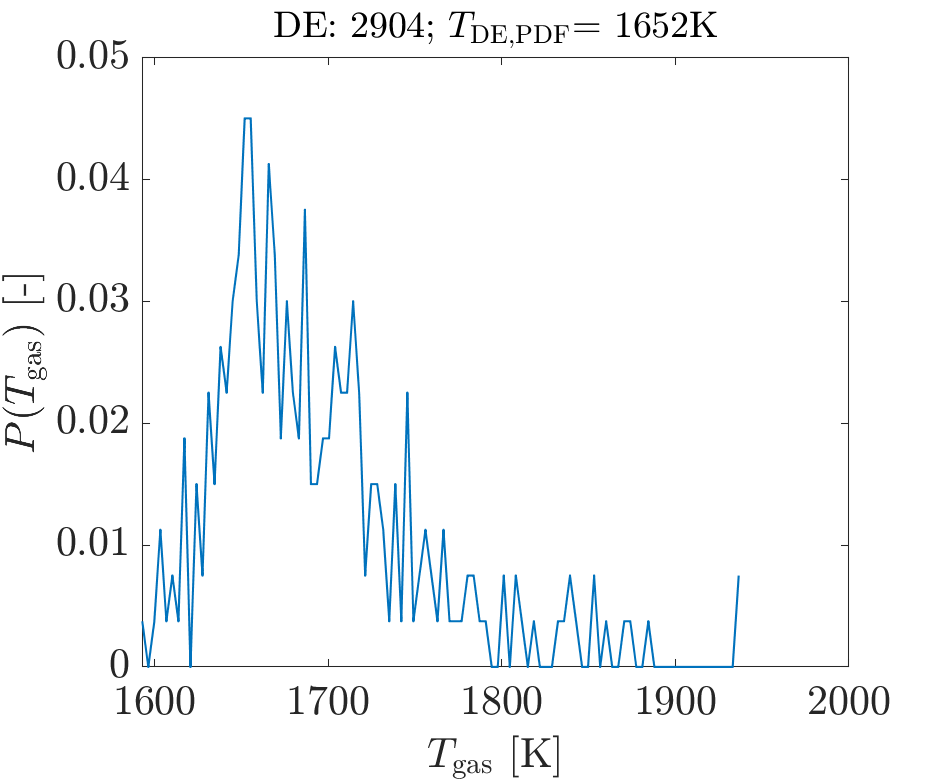 DE: 2904; T_DE,PDF= 1652K
0.05
0.04
0.03
0.02
0.01
0
P(T_gas) [-]
1600 1700 1800 1900 2000
T_gas [K]